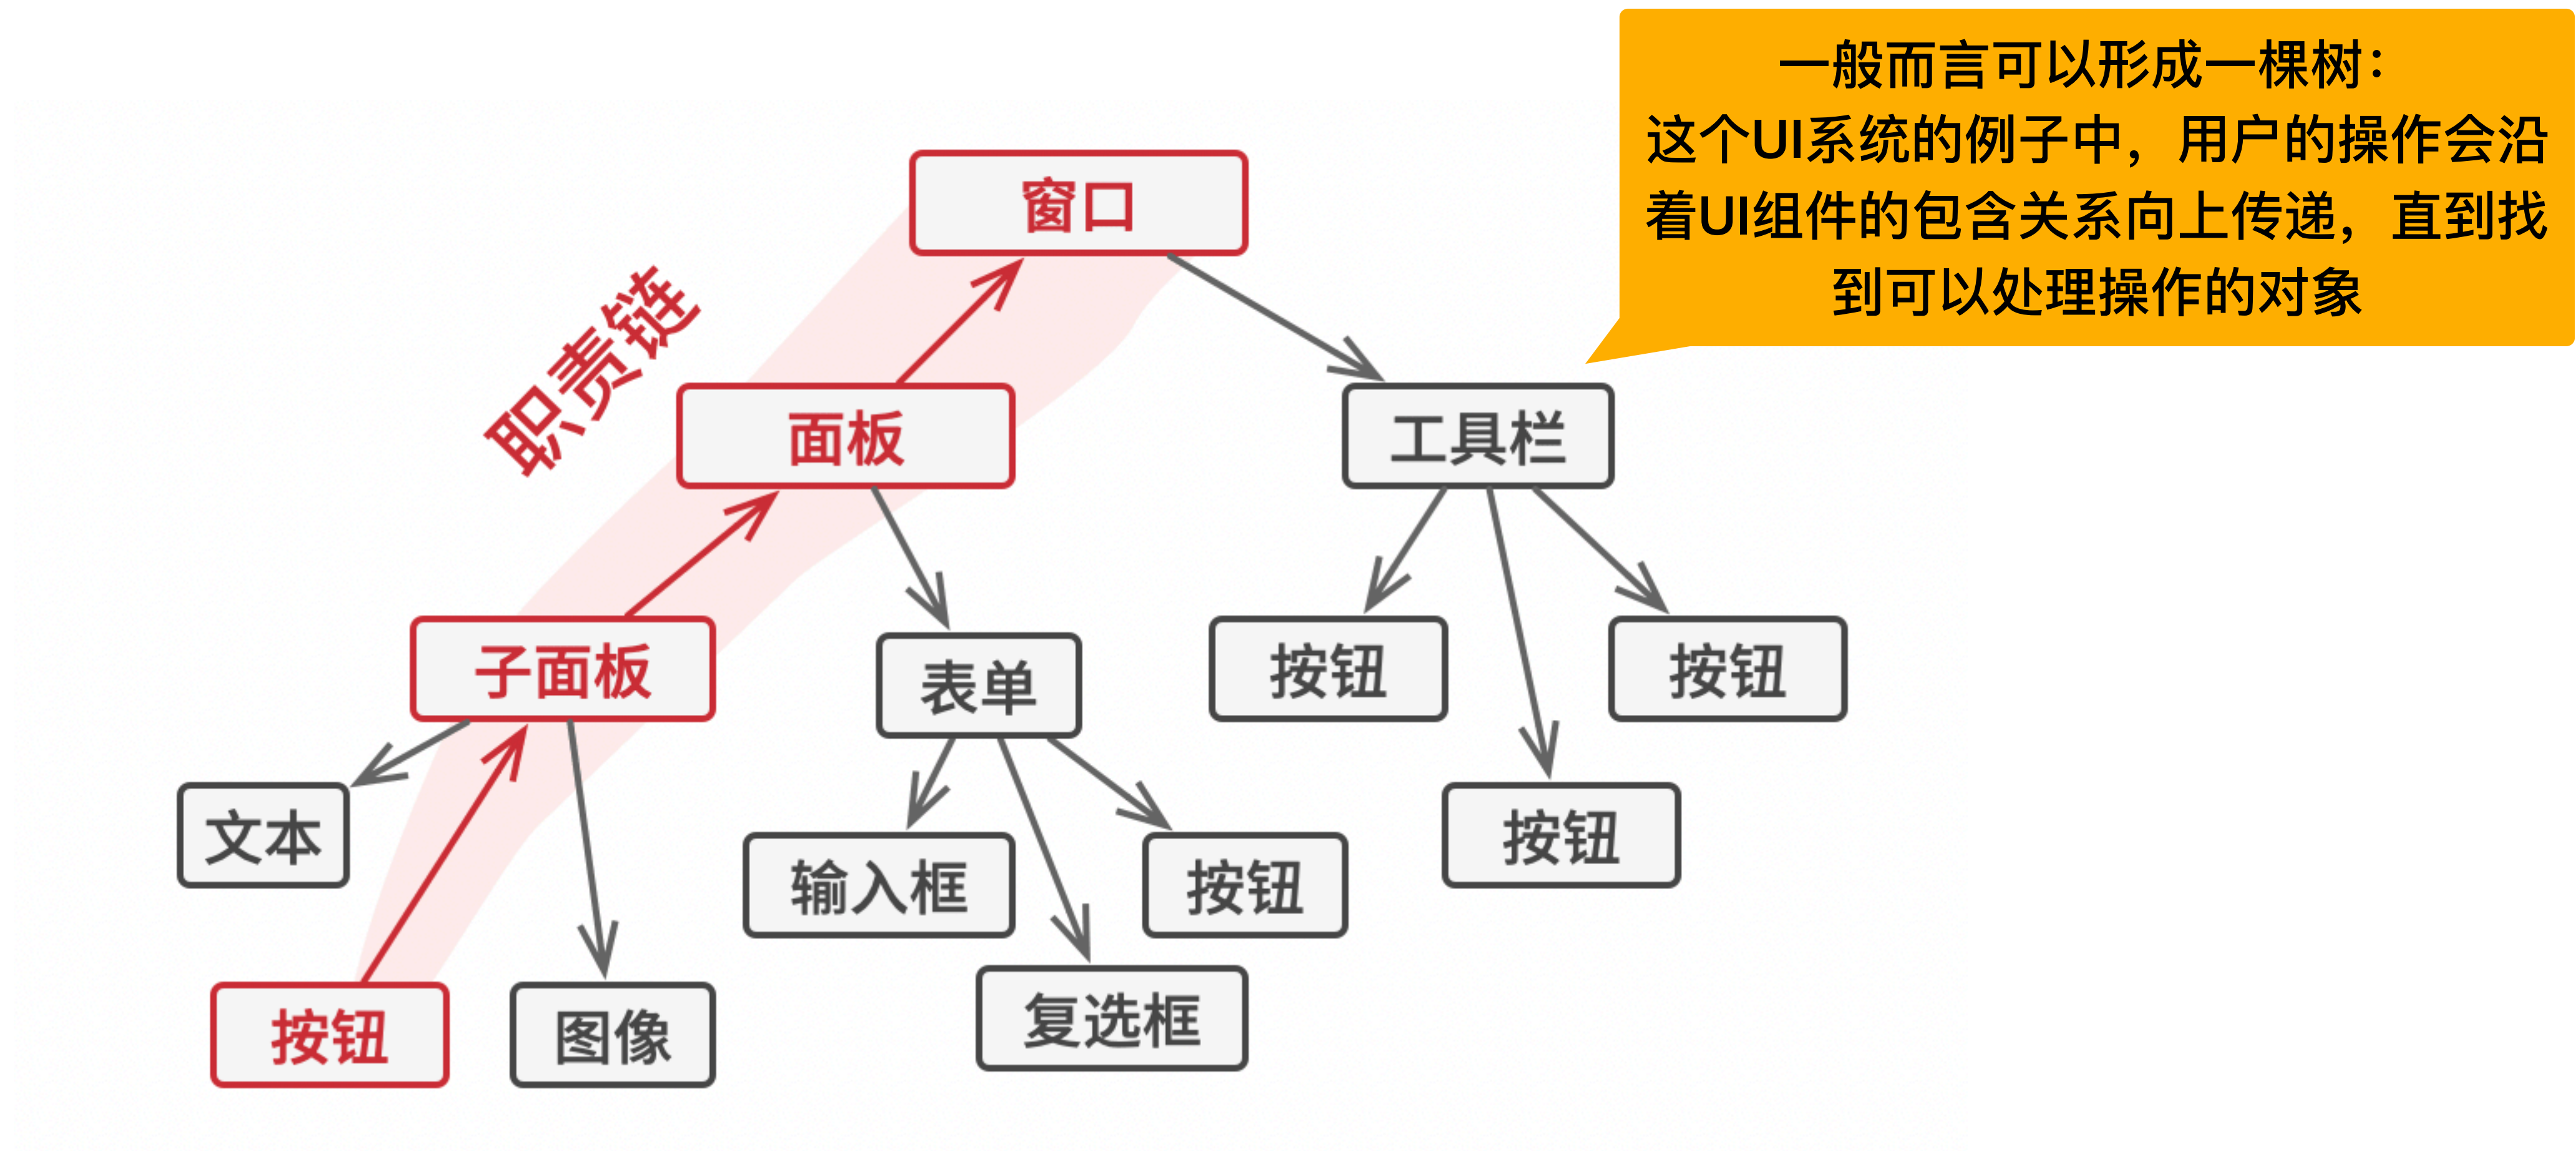 一般而言可以形成一棵树：
这个UI系统的例子中，用户的操作会沿
着UI组件的包含关系向上传递，直到找
到可以处理操作的对象
窗口
职责链
面板
工具栏
子面板
表单
按钮
按钮
文本
输入框
按钮
按钮
按钮
图像
复选框